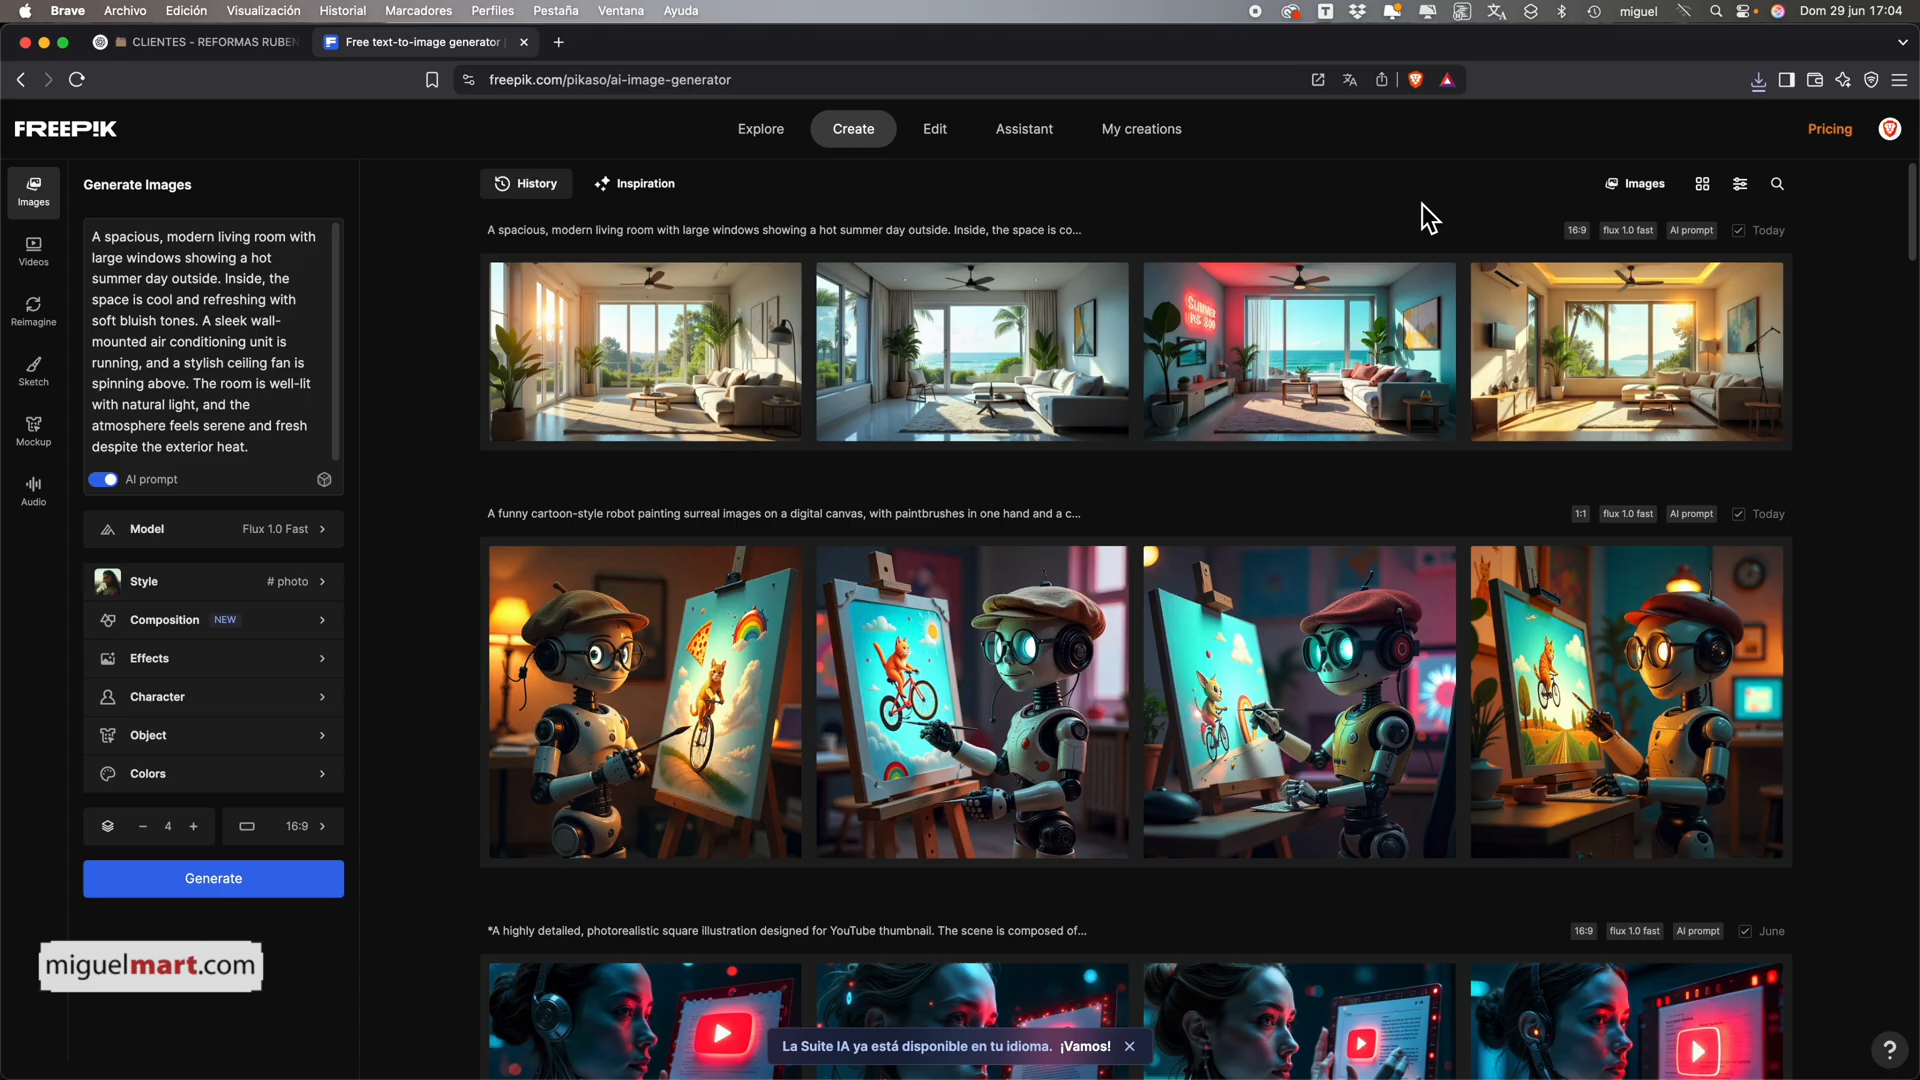 Brave Archivo Edición Visualización Historial Marcadores Perfiles Pestaña Ventana Ayuda
miguel Dom 29 jun 17:04
CLIENTES - REFORMAS RUBEN
Free text-to-image generator
freepik.com/pikaso/ai-image-generator
FREEP!K
Explore Create Edit Assistant My creations
Pricing
Images
Videos
Reimagine
Sketch
Mockup
Audio
Generate Images
A spacious, modern living room with
large windows showing a hot
summer day outside. Inside, the
space is cool and refreshing with
soft bluish tones. A sleek wall-
mounted air conditioning unit is
running, and a stylish ceiling fan is
spinning above. The room is well-lit
with natural light, and the
atmosphere feels serene and fresh
despite the exterior heat.
AI prompt
Model Flux 1.0 Fast
Style # photo
Composition NEW
Effects
Character
Object
Colors
4
16:9
Generate
miguelmart.com
History Inspiration
Images
A spacious, modern living room with large windows showing a hot summer day outside. Inside, the space is co...
16:9 flux 1.0 fast AI prompt Today
SUMMER
A funny cartoon-style robot painting surreal images on a digital canvas, with paintbrushes in one hand and a c...
1:1 flux 1.0 fast AI prompt Today
*A highly detailed, photorealistic square illustration designed for YouTube thumbnail. The scene is composed of...
16:9 flux 1.0 fast AI prompt June
La Suite IA ya está disponible en tu idioma. ¡Vamos!
?